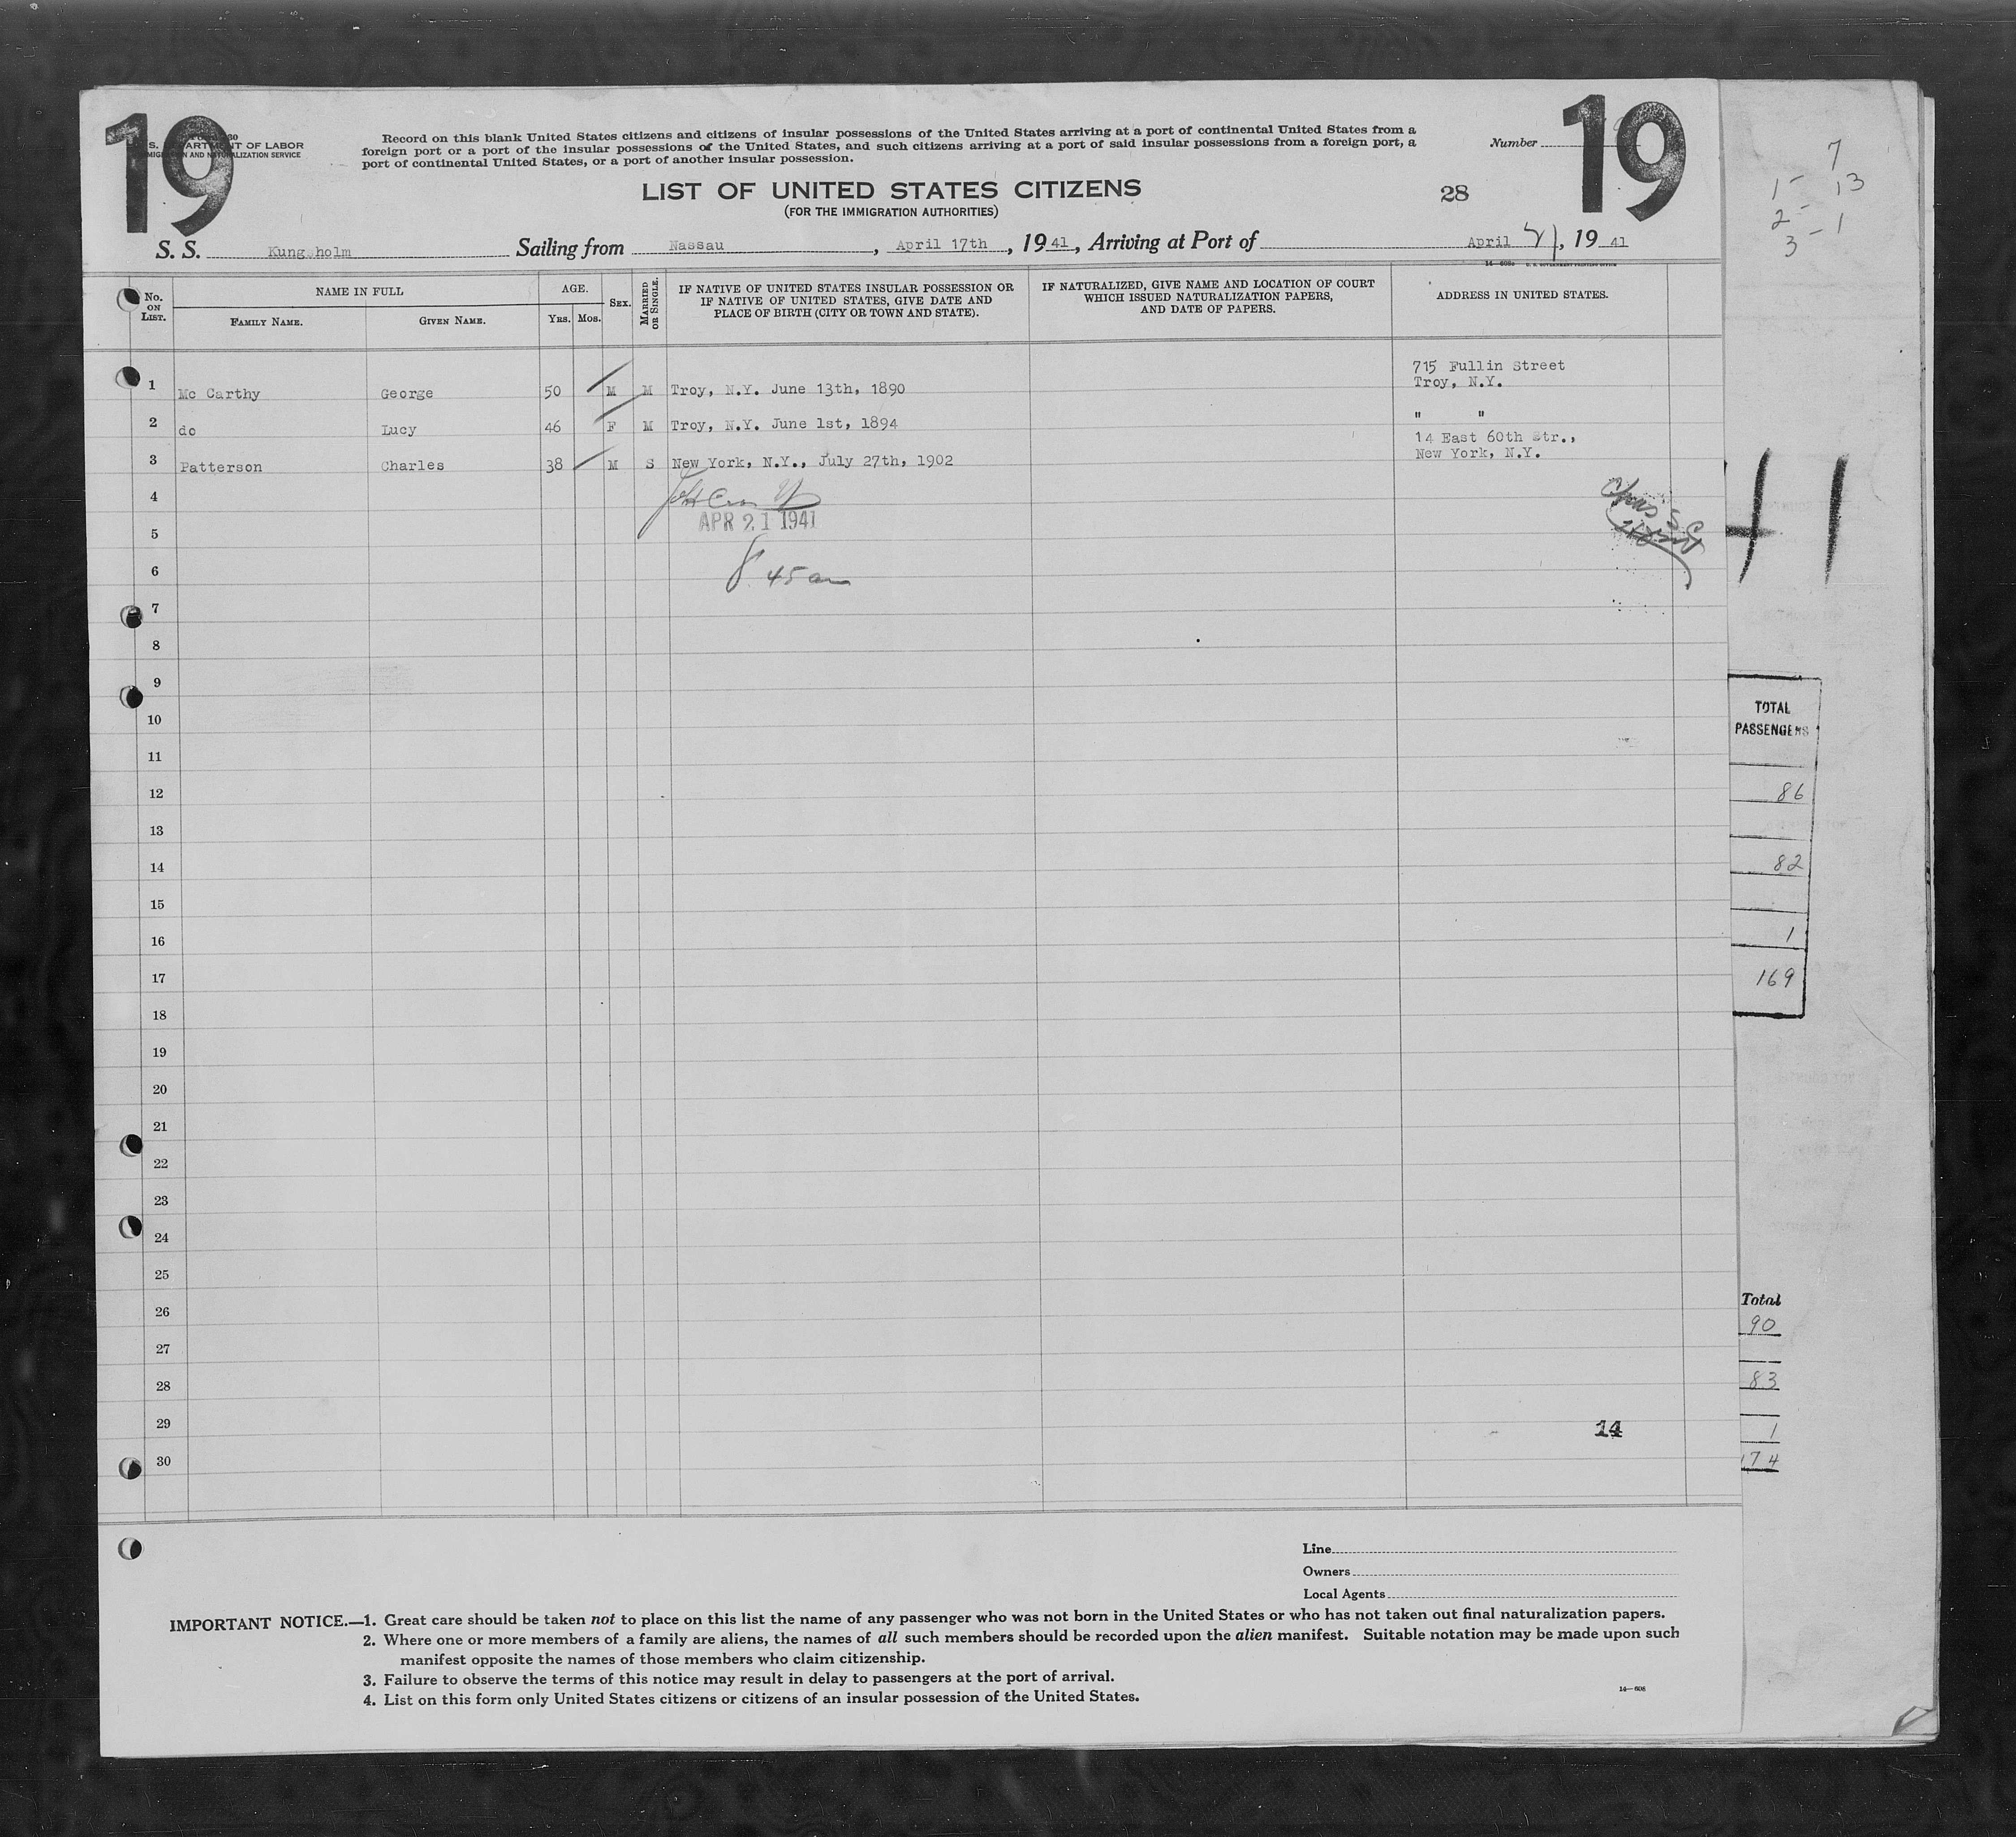 19
19
S. DEPARTMENT OF LABOR
IMMIGRATION AND NATURALIZATION SERVICE
Record on this blank United States citizens and citizens of insular possessions of the United States arriving at a port of continental United States from a
foreign port or a port of the insular possessions of the United States, and such citizens arriving at a port of said insular possessions from a foreign port, a
port of continental United States, or a port of another insular possession.
Number
LIST OF UNITED STATES CITIZENS
(FOR THE IMMIGRATION AUTHORITIES)
28
S. S. Kungsholm Sailing from Nassau, April 17th, 1941, Arriving at Port of April 21, 1941
No. ON LIST. NAME IN FULL AGE. SEX. MARRIED OR SINGLE. IF NATIVE OF UNITED STATES INSULAR POSSESSION OR IF NATIVE OF UNITED STATES, GIVE DATE AND PLACE OF BIRTH (CITY OR TOWN AND STATE). IF NATURALIZED, GIVE NAME AND LOCATION OF COURT WHICH ISSUED NATURALIZATION PAPERS, AND DATE OF PAPERS. ADDRESS IN UNITED STATES.
FAMILY NAME. GIVEN NAME. YRS. MOS.
715 Fullin Street
1 Mc Carthy George 50 M M Troy, N.Y. June 13th, 1890 Troy, N.Y.
2 do Lucy 46 F M Troy, N.Y. June 1st, 1894 " "
14 East 60th Str.,
3 Patterson Charles 38 M S New York, N.Y., July 27th, 1902 New York, N.Y.
4
APR 21 1941
5
8 45 am
6
7
8
9
10
11
12
13
14
15
16
17
18
19
20
21
22
23
24
25
26
27
28
29 14
30
Line
Owners
Local Agents
IMPORTANT NOTICE.—1. Great care should be taken not to place on this list the name of any passenger who was not born in the United States or who has not taken out final naturalization papers.
2. Where one or more members of a family are aliens, the names of all such members should be recorded upon the alien manifest. Suitable notation may be made upon such
manifest opposite the names of those members who claim citizenship.
3. Failure to observe the terms of this notice may result in delay to passengers at the port of arrival.
4. List on this form only United States citizens or citizens of an insular possession of the United States.
14—608
7
1 - 13
2 -
3 - 1
TOTAL
PASSENGERS
86
82
1
169
Total
90
83
1
174